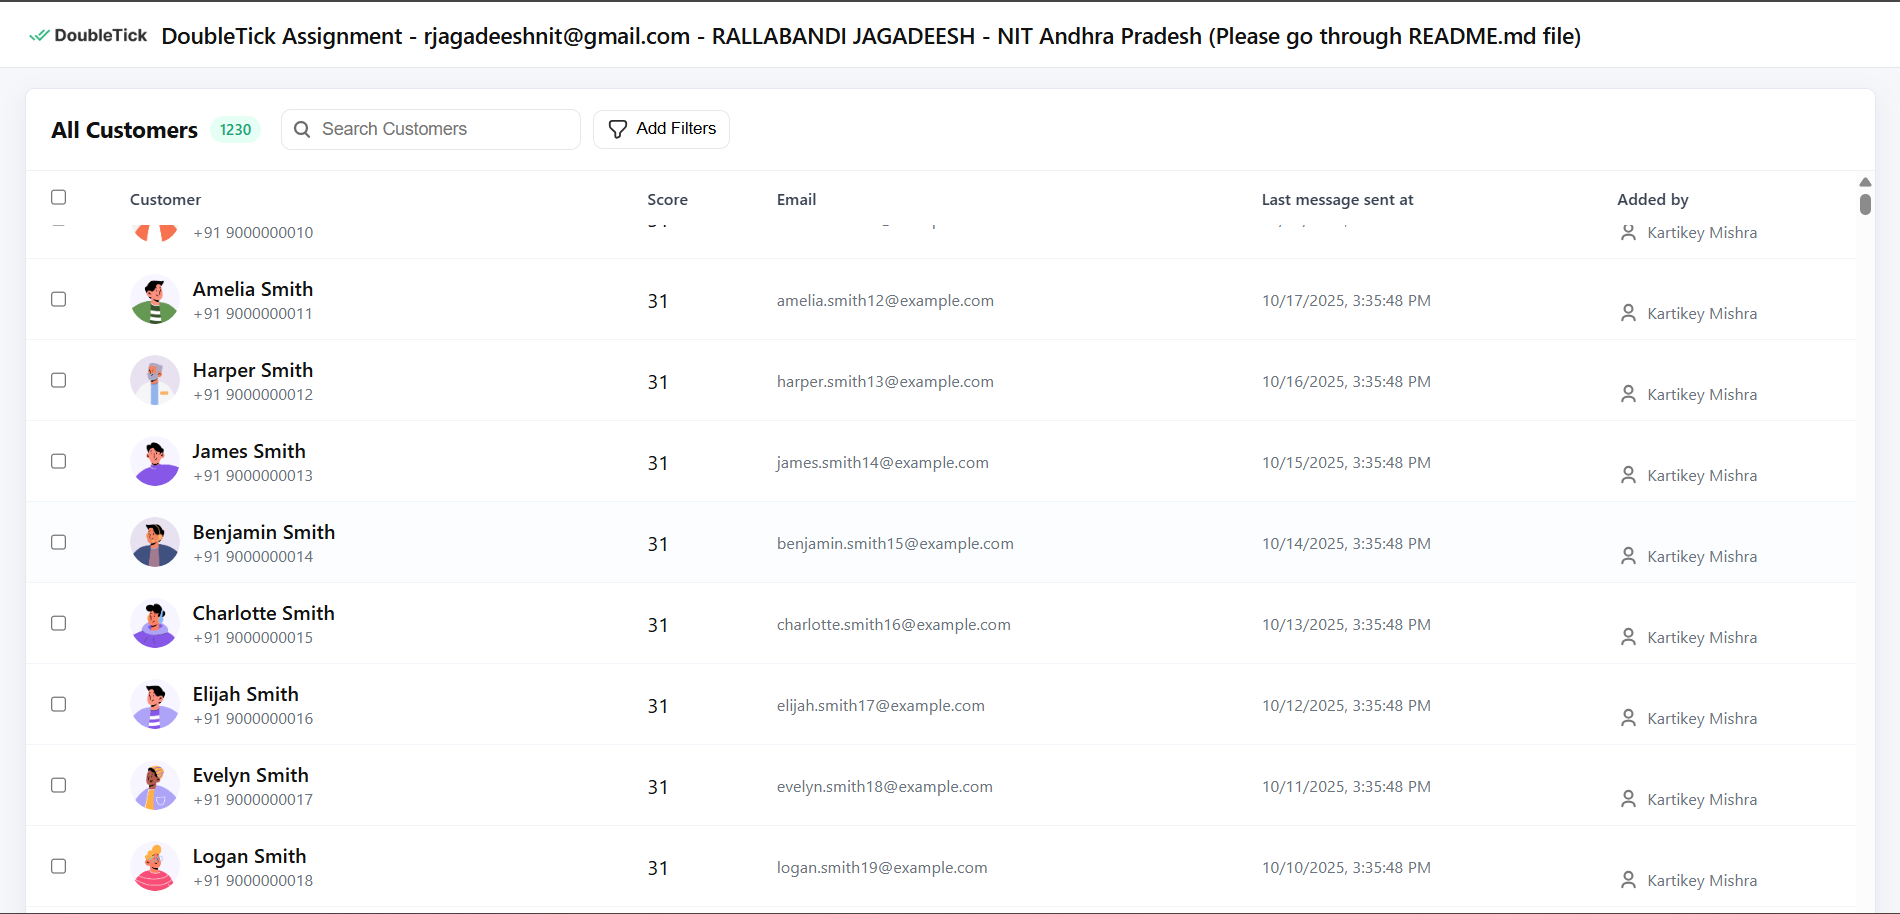 DoubleTick DoubleTick Assignment - rjagadeeshnit@gmail.com - RALLABANDI JAGADEESH - NIT Andhra Pradesh (Please go through README.md file)
All Customers 1230 Search Customers Add Filters
Customer Score Email Last message sent at Added by
+91 9000000010 Kartikey Mishra
Amelia Smith
+91 9000000011 31 amelia.smith12@example.com 10/17/2025, 3:35:48 PM Kartikey Mishra
Harper Smith
+91 9000000012 31 harper.smith13@example.com 10/16/2025, 3:35:48 PM Kartikey Mishra
James Smith
+91 9000000013 31 james.smith14@example.com 10/15/2025, 3:35:48 PM Kartikey Mishra
Benjamin Smith
+91 9000000014 31 benjamin.smith15@example.com 10/14/2025, 3:35:48 PM Kartikey Mishra
Charlotte Smith
+91 9000000015 31 charlotte.smith16@example.com 10/13/2025, 3:35:48 PM Kartikey Mishra
Elijah Smith
+91 9000000016 31 elijah.smith17@example.com 10/12/2025, 3:35:48 PM Kartikey Mishra
Evelyn Smith
+91 9000000017 31 evelyn.smith18@example.com 10/11/2025, 3:35:48 PM Kartikey Mishra
Logan Smith
+91 9000000018 31 logan.smith19@example.com 10/10/2025, 3:35:48 PM Kartikey Mishra